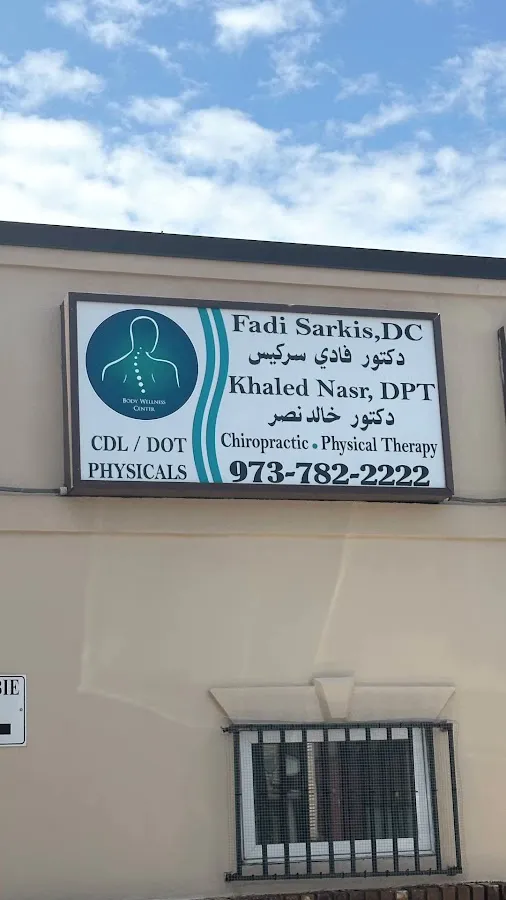 Fadi Sarkis,DC
دكتور فادي سركيس
Khaled Nasr, DPT
دكتور خالد نصر
Chiropractic • Physical Therapy
973-782-2222
BODY WELLNESS
CENTER
CDL / DOT
PHYSICALS